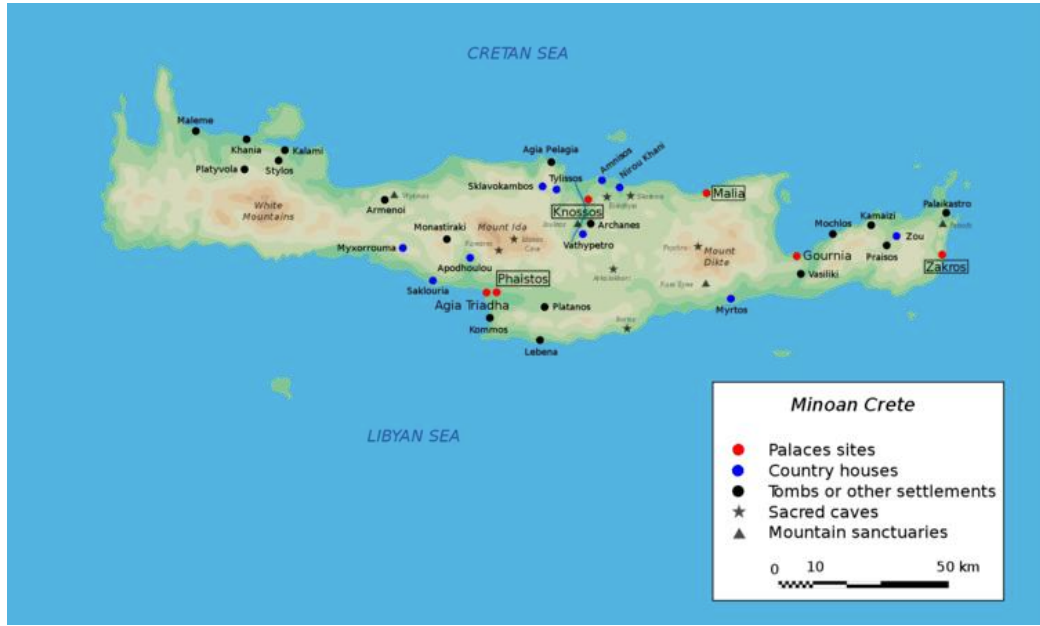 CRETAN SEA
Maleme
Khania
Kalami
Platyvola
Stylos
White
Mountains
Armenoi
Agia Pelagia
Tylissos
Sklavokambos
Amnisos
Nirou Khani
Knossos
Archanes
Vathypetro
Malia
Monastiraki
Mount Ida
Myxorrouma
Apodhoulou
Saklouria
Phaistos
Agia Triadha
Kommos
Platanos
Lebena
Mount
Dikte
Myrtos
Gournia
Vasiliki
Mochlos
Kamaizi
Palaikastro
Zou
Praisos
Zakros
LIBYAN SEA
Minoan Crete
Palaces sites
Country houses
Tombs or other settlements
Sacred caves
Mountain sanctuaries
0 10 50 km